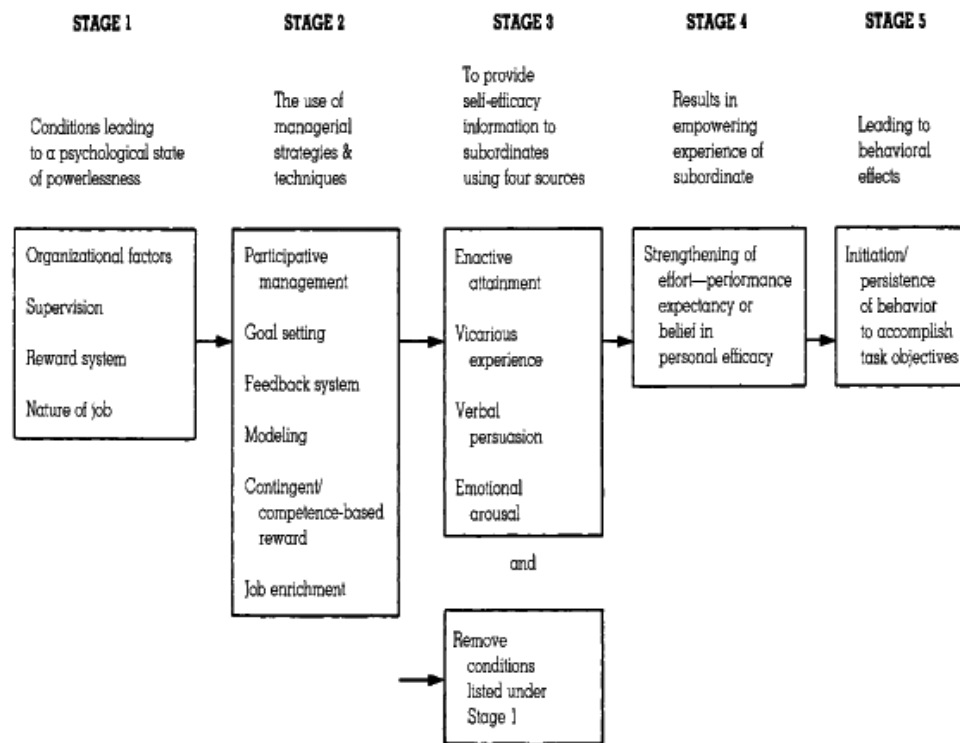 STAGE 1
Conditions leading
to a psychological state
of powerlessness
Organizational factors
Supervision
Reward system
Nature of job
STAGE 2
The use of
managerial
strategies &
techniques
Participative
management
Goal setting
Feedback system
Modeling
Contingent/
competence-based
reward
Job enrichment
STAGE 3
To provide
self-efficacy
information to
subordinates
using four sources
Enactive
attainment
Vicarious
experience
Verbal
persuasion
Emotional
arousal
and
Remove
conditions
listed under
Stage 1
STAGE 4
Results in
empowering
experience of
subordinate
Strengthening of
effort—performance
expectancy or
belief in
personal efficacy
STAGE 5
Leading to
behavioral
effects
Initiation/
persistence
of behavior
to accomplish
task objectives